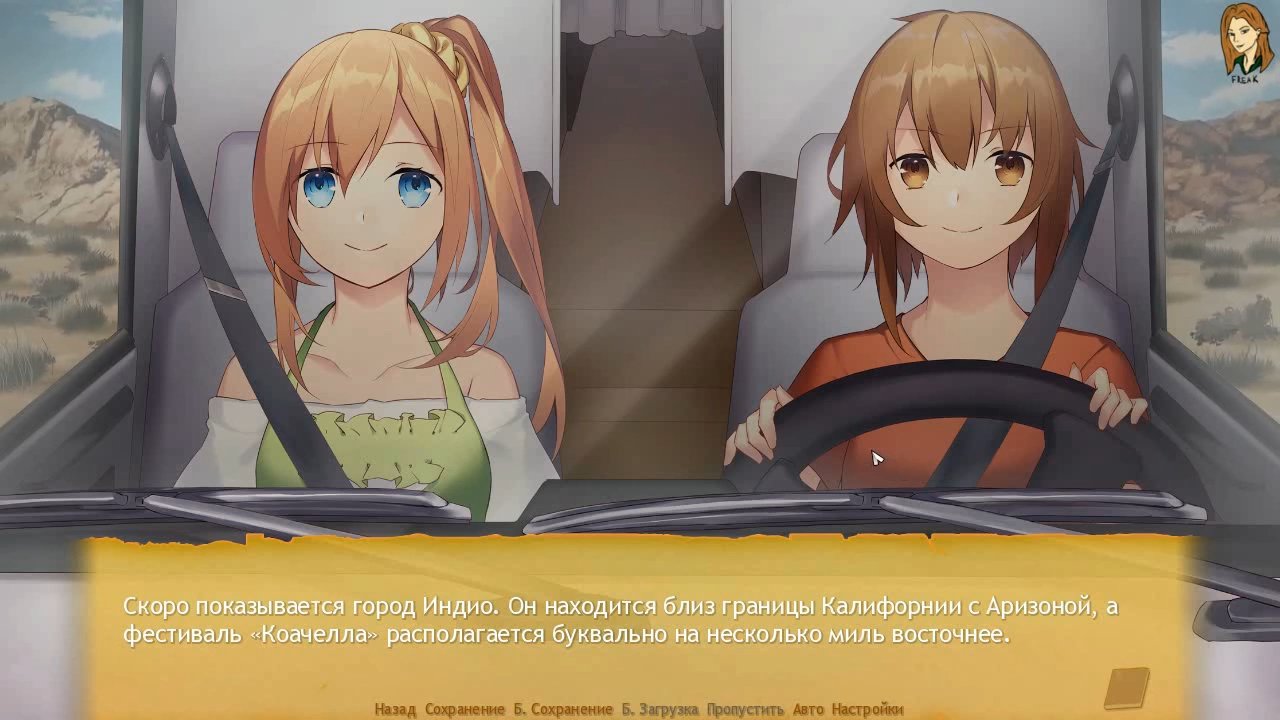 FREAK
Скоро показывается город Индио. Он находится близ границы Калифорнии с Аризоной, а
фестиваль «Коачелла» располагается буквально на несколько миль восточнее.
Назад Сохранение Б. Сохранение Б. Загрузка Пропустить Авто Настройки